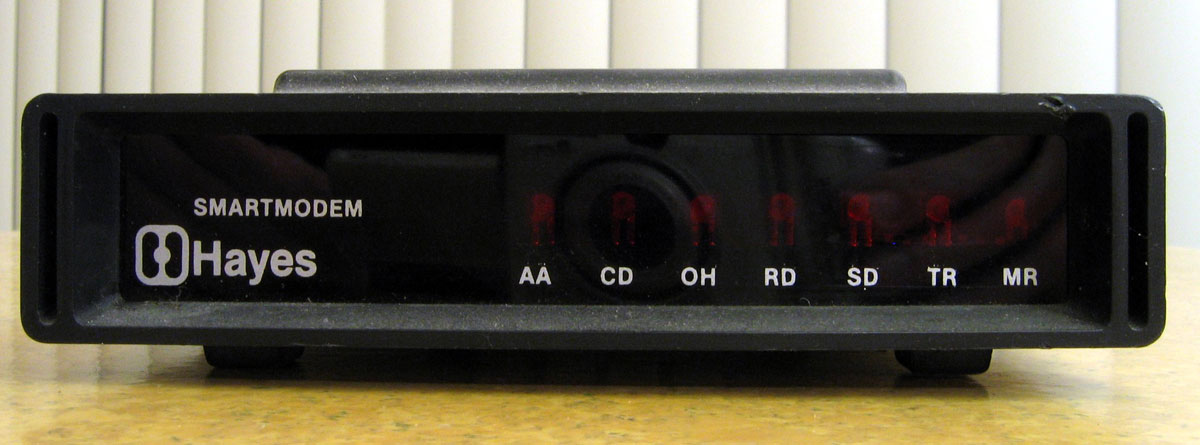 SMARTMODEM
Hayes
AA CD OH RD SD TR MR